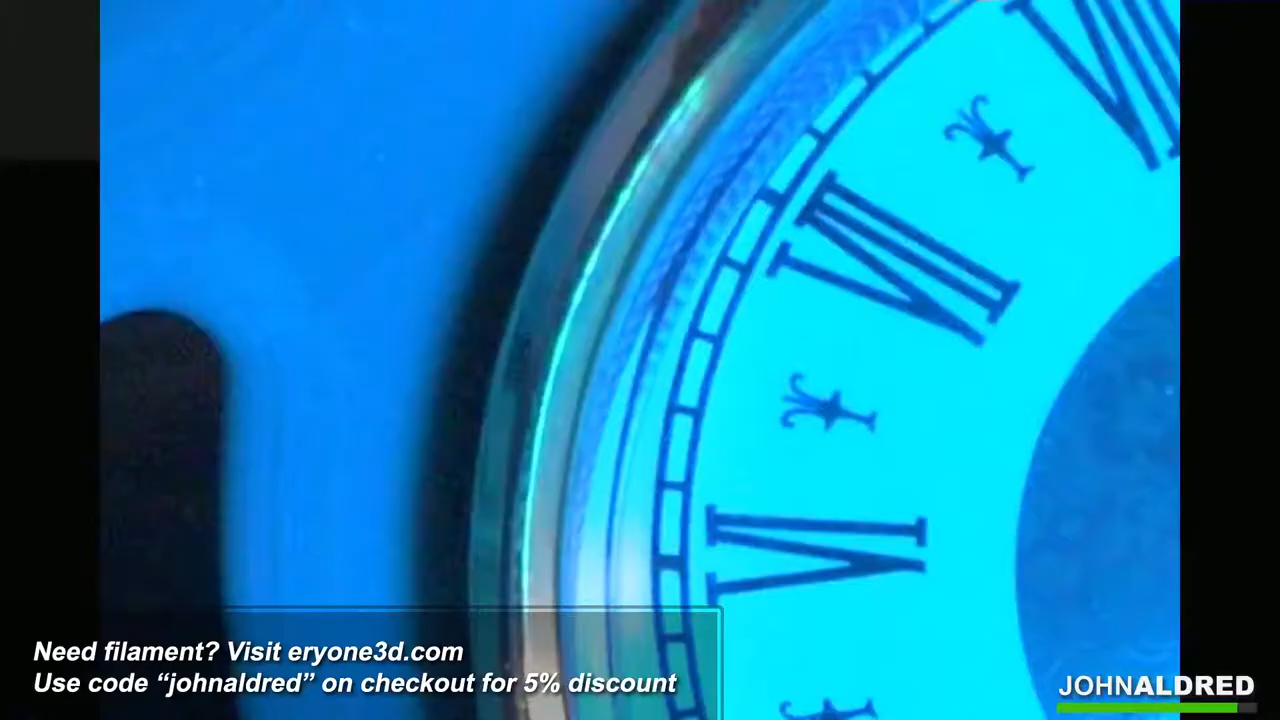 VIII
VII
VI
Need filament? Visit eryone3d.com
Use code “johnaldred” on checkout for 5% discount
JOHNALDRED